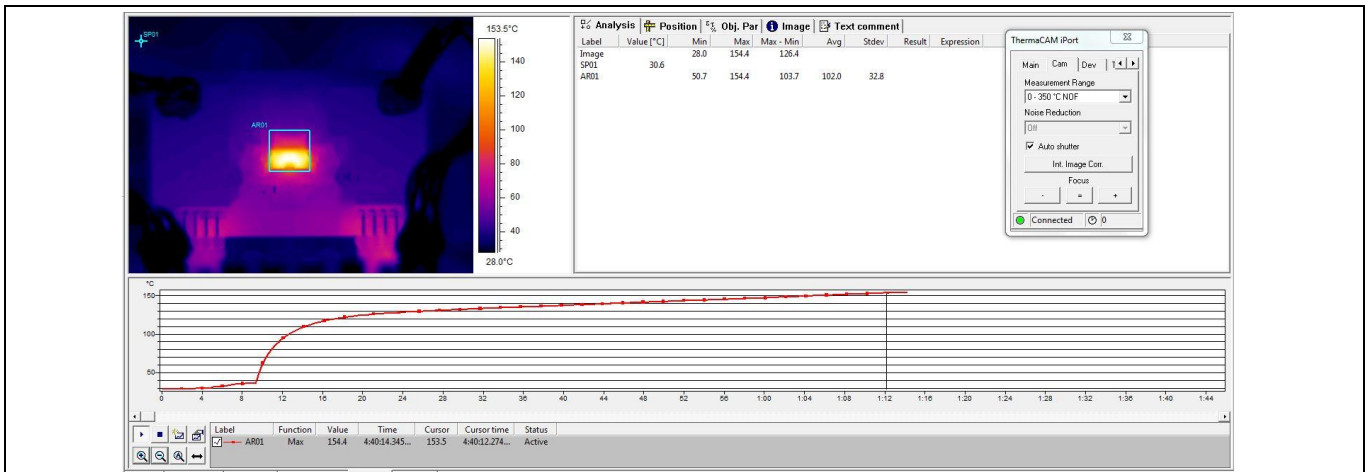 SP01
AR01
153.5°C
140
120
100
80
60
40
28.0°C
Analysis Position Obj. Par Image Text comment
Label Value [°C] Min Max Max - Min Avg Stdev Result Expression
Image 28.0 154.4 126.4
SP01 30.6
AR01 50.7 154.4 103.7 102.0 32.8
ThermaCAM iPort
Main Cam Dev
Measurement Range
0 - 350 °C NOF
Noise Reduction
Off
Auto shutter
Int. Image Corr.
Focus
- = +
Connected 0
°C
150
100
50
0 4 8 12 16 20 24 28 32 36 40 44 48 52 56 1:00 1:04 1:08 1:12 1:16 1:20 1:24 1:28 1:32 1:36 1:40 1:44
Label Function Value Time Cursor Cursor time Status
AR01 Max 154.4 4:40:14.345... 153.5 4:40:12.274... Active